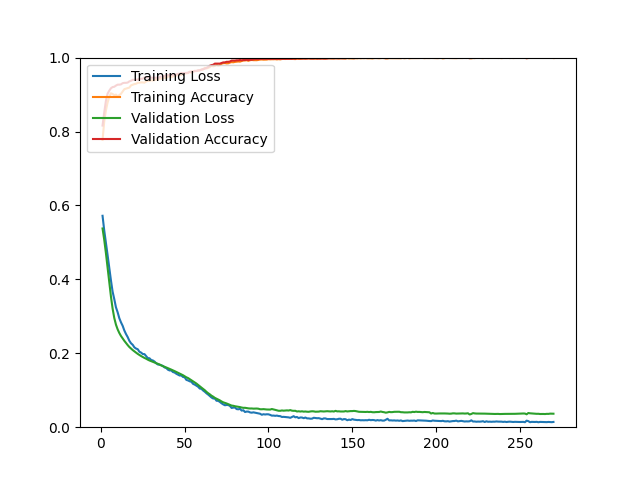 1.0
0.8
0.6
0.4
0.2
0.0
Training Loss
Training Accuracy
Validation Loss
Validation Accuracy
0 50 100 150 200 250